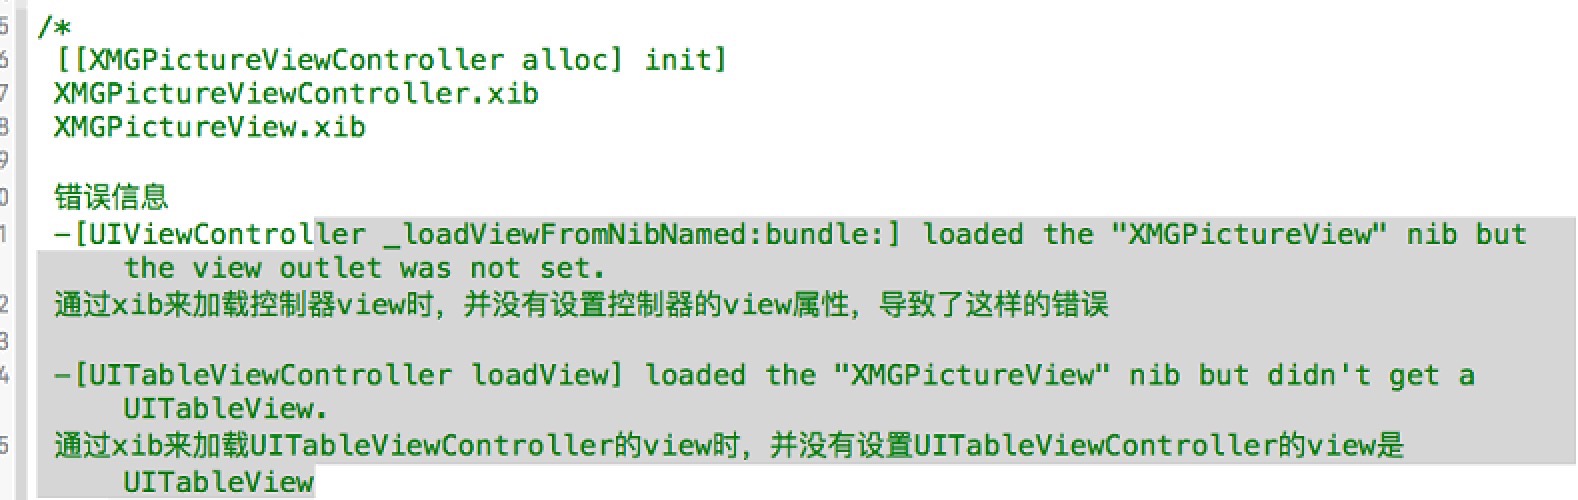 5 /*
6 [[XMGPictureViewController alloc] init]
7 XMGPictureViewController.xib
8 XMGPictureView.xib
9
0 错误信息
1 -[UIViewController _loadViewFromNibNamed:bundle:] loaded the "XMGPictureView" nib but
the view outlet was not set.
2 通过xib来加载控制器view时，并没有设置控制器的view属性，导致了这样的错误
3
4 -[UITableViewController loadView] loaded the "XMGPictureView" nib but didn't get a
UITableView.
5 通过xib来加载UITableViewController的view时，并没有设置UITableViewController的view是
UITableView